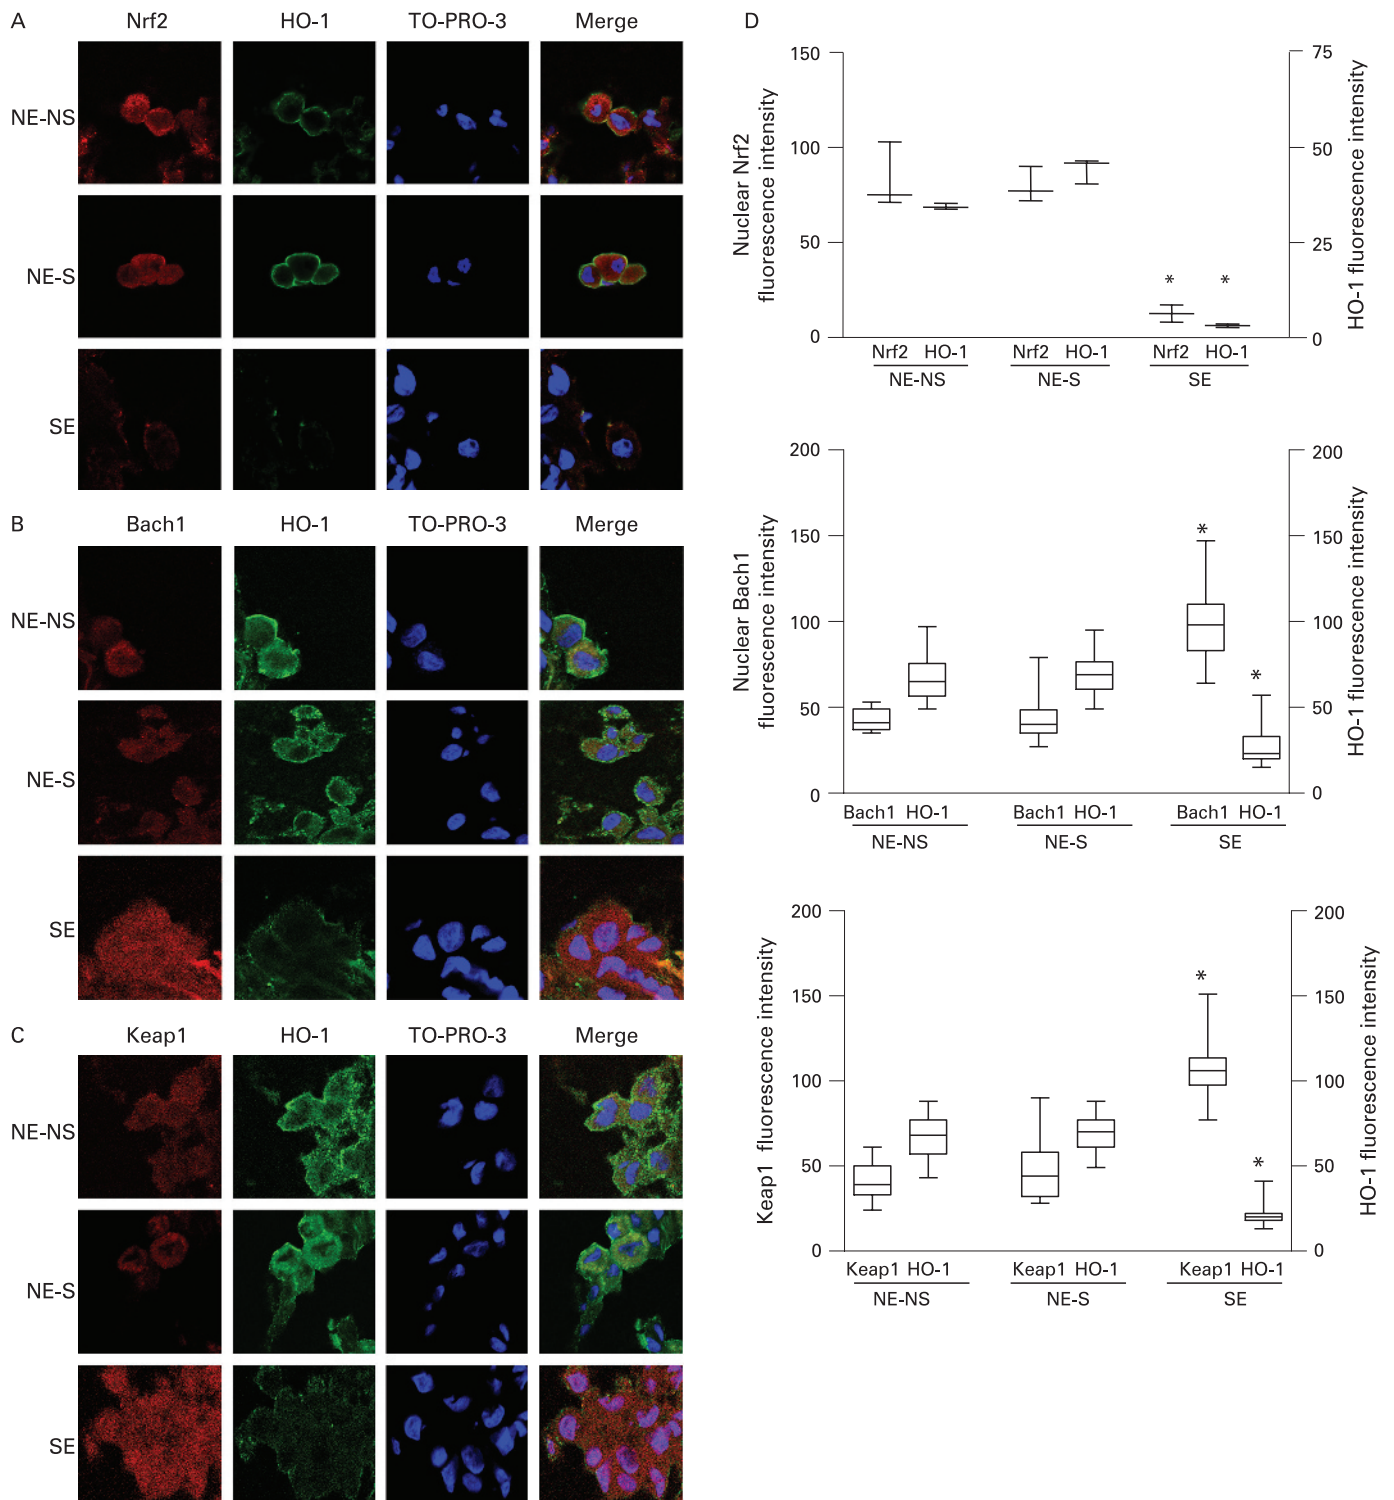 A
Nrf2 HO-1 TO-PRO-3 Merge
NE-NS
NE-S
SE
B
Bach1 HO-1 TO-PRO-3 Merge
NE-NS
NE-S
SE
C
Keap1 HO-1 TO-PRO-3 Merge
NE-NS
NE-S
SE
D
Nuclear Nrf2
fluorescence intensity
150
100
50
0
HO-1 fluorescence intensity
75
50
25
0
* *
Nrf2 HO-1 Nrf2 HO-1 Nrf2 HO-1
NE-NS NE-S SE
Nuclear Bach1
fluorescence intensity
200
150
100
50
0
HO-1 fluorescence intensity
200
150
100
50
0
*
*
Bach1 HO-1 Bach1 HO-1 Bach1 HO-1
NE-NS NE-S SE
Keap1 fluorescence intensity
200
150
100
50
0
HO-1 fluorescence intensity
200
150
100
50
0
*
*
Keap1 HO-1 Keap1 HO-1 Keap1 HO-1
NE-NS NE-S SE